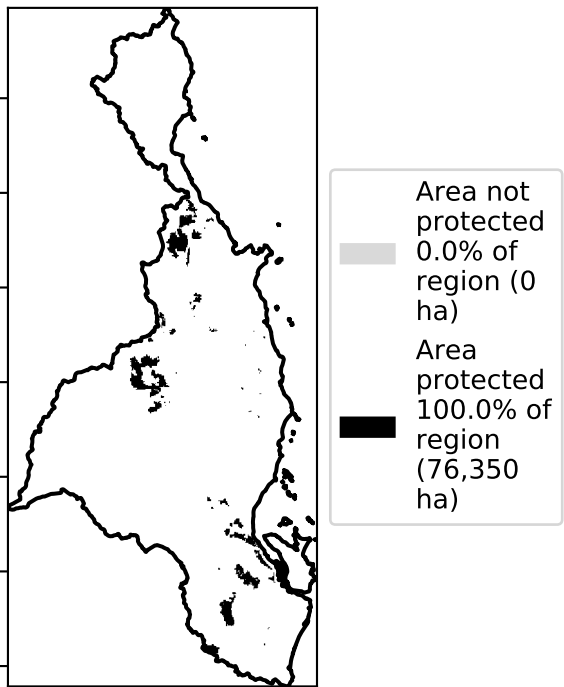 Area not
protected
0.0% of
region (0
ha)
Area
protected
100.0% of
region
(76,350
ha)